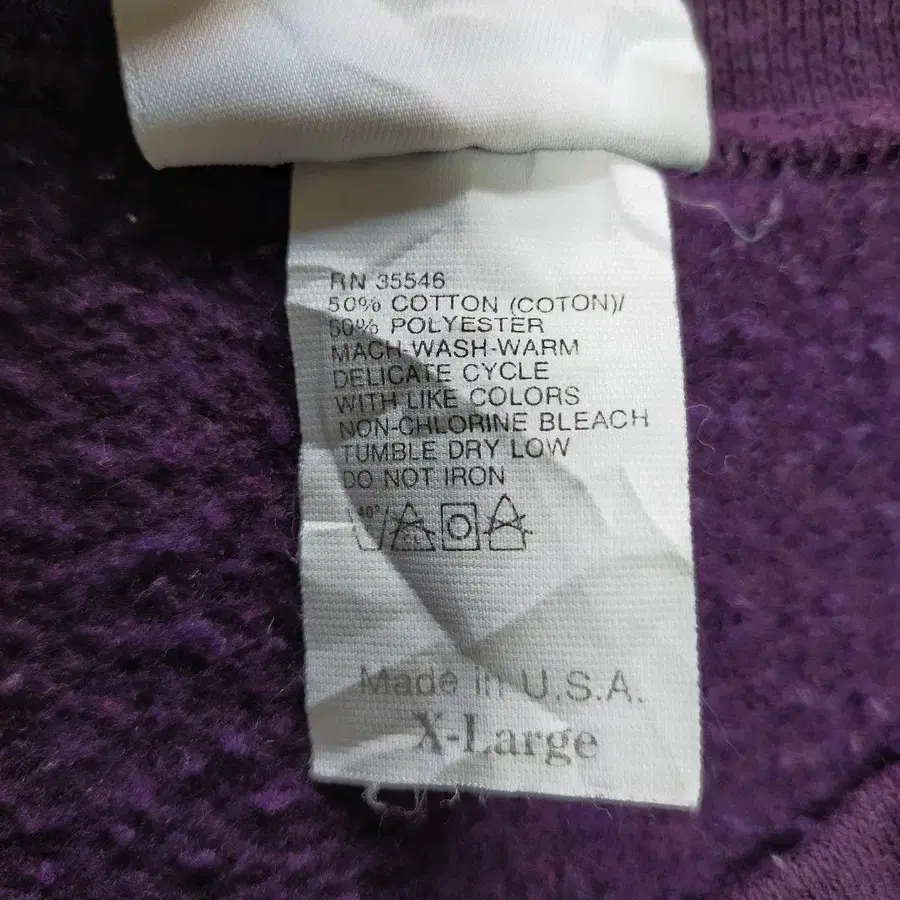 RN 35546
50% COTTON (COTON)/
50% POLYESTER
MACH-WASH-WARM
DELICATE CYCLE
WITH LIKE COLORS
NON-CHLORINE BLEACH
TUMBLE DRY LOW
DO NOT IRON
40°
Made in U.S.A.
X-Large